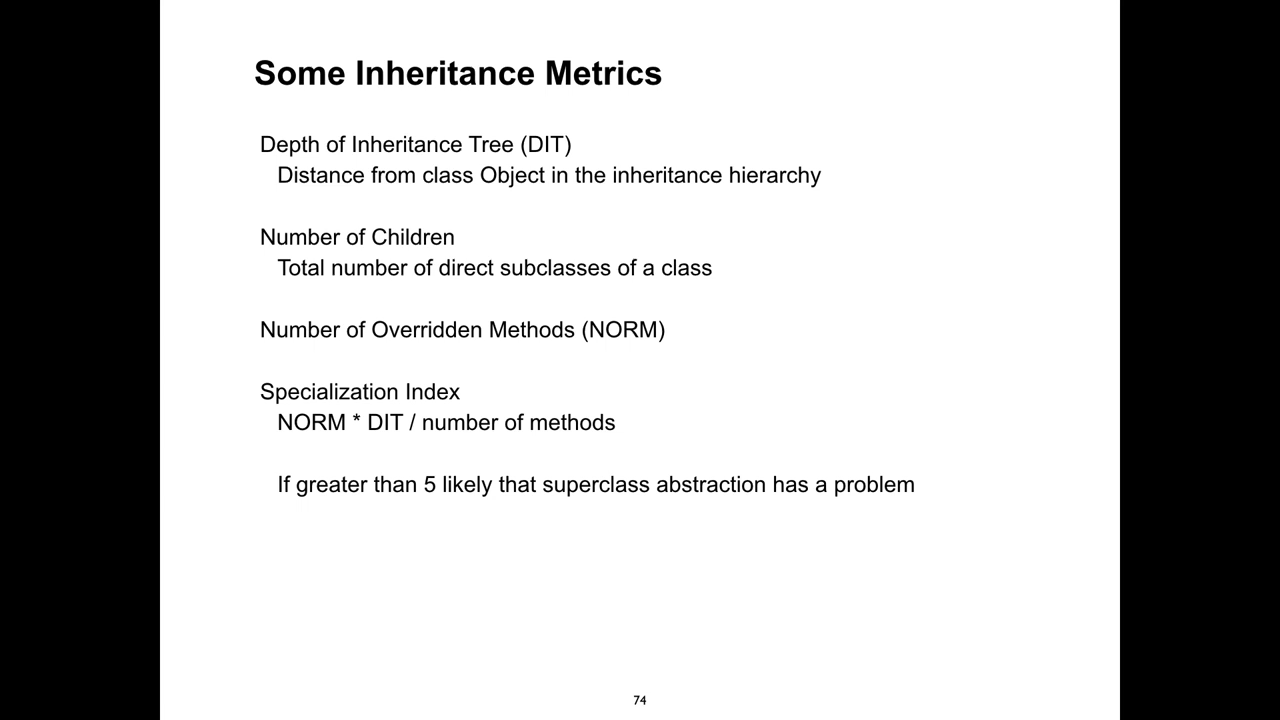 Some Inheritance Metrics
Depth of Inheritance Tree (DIT)
Distance from class Object in the inheritance hierarchy
Number of Children
Total number of direct subclasses of a class
Number of Overridden Methods (NORM)
Specialization Index
NORM * DIT / number of methods
If greater than 5 likely that superclass abstraction has a problem
74